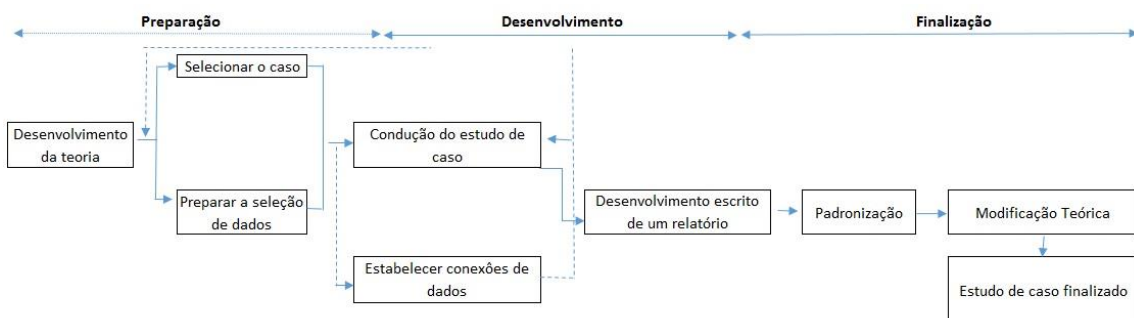 Preparação
Desenvolvimento
Finalização
Selecionar o caso
Desenvolvimento
da teoria
Condução do estudo de
caso
Preparar a seleção
de dados
Desenvolvimento escrito
de um relatório
Padronização
Modificação Teórica
Estabelecer conexões de
dados
Estudo de caso finalizado